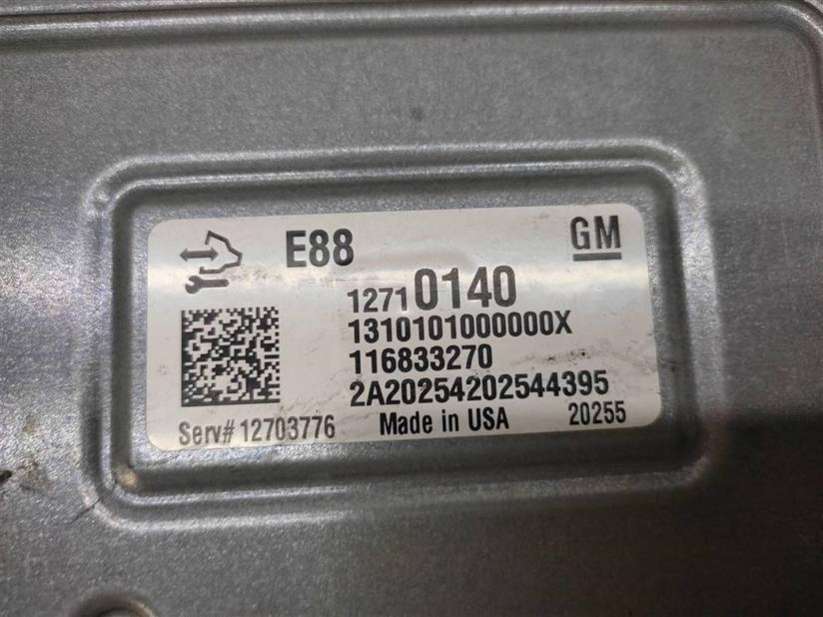 E88
GM
12710140
1310101000000X
116833270
2A20254202544395
Serv# 12703776
Made in USA
20255